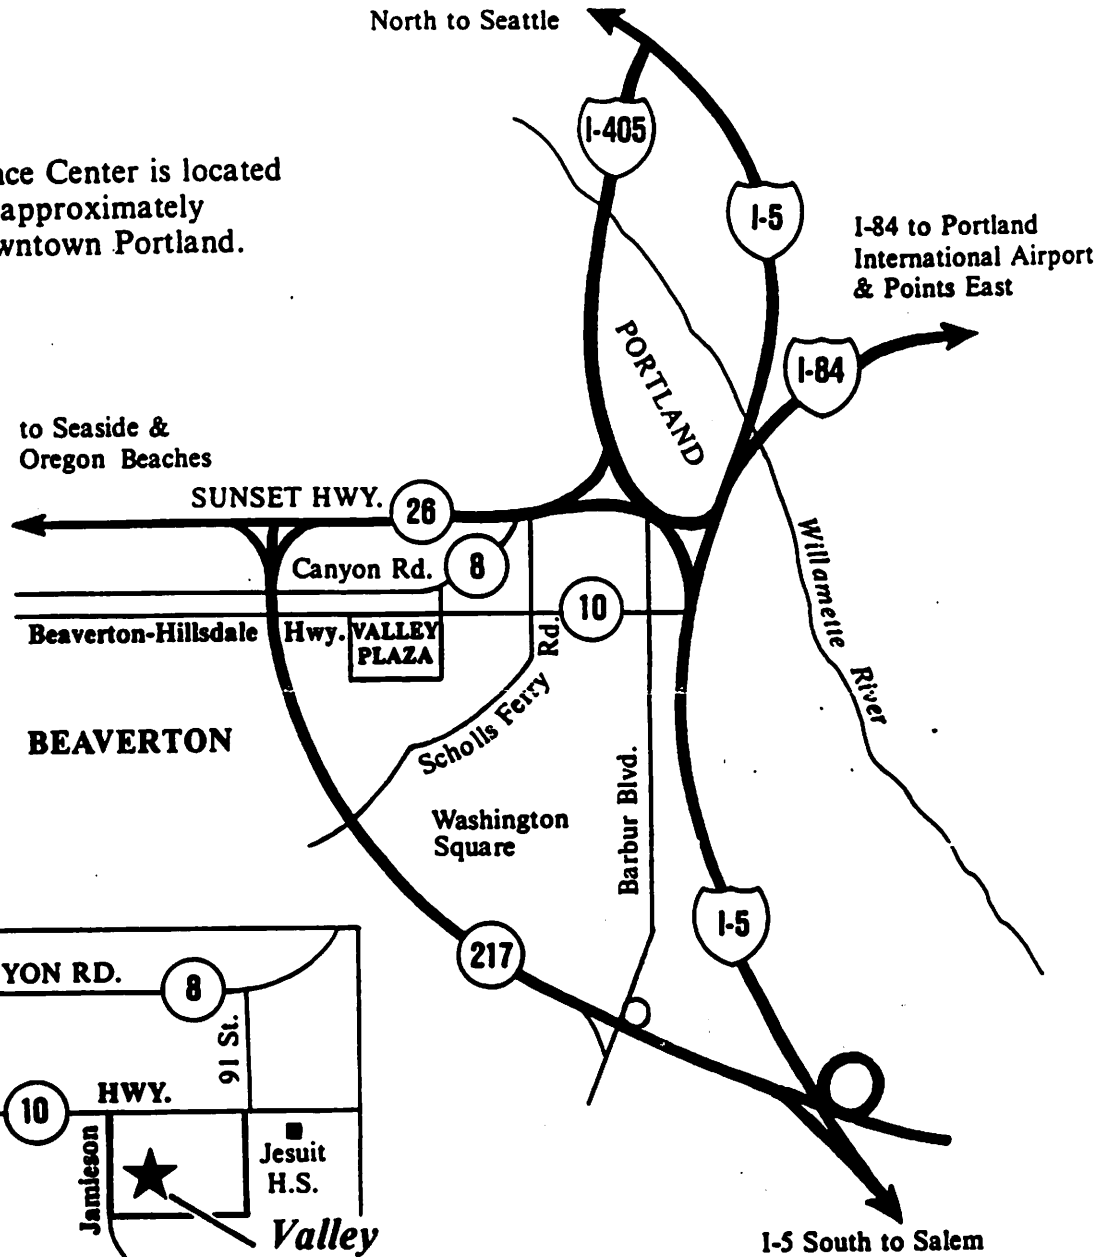 North to Seattle
I-405
nce Center is located
approximately
wntown Portland.
I-5
I-84 to Portland
International Airport
& Points East
PORTLAND
I-84
to Seaside &
Oregon Beaches
SUNSET HWY.
26
Canyon Rd.
8
10
Beaverton-Hillsdale Hwy.
VALLEY
PLAZA
Scholls Ferry Rd.
Willamette River
BEAVERTON
Washington
Square
Barbur Blvd.
I-5
217
YON RD.
8
91 St.
10
HWY.
Jamieson
Jesuit
H.S.
Valley
I-5 South to Salem